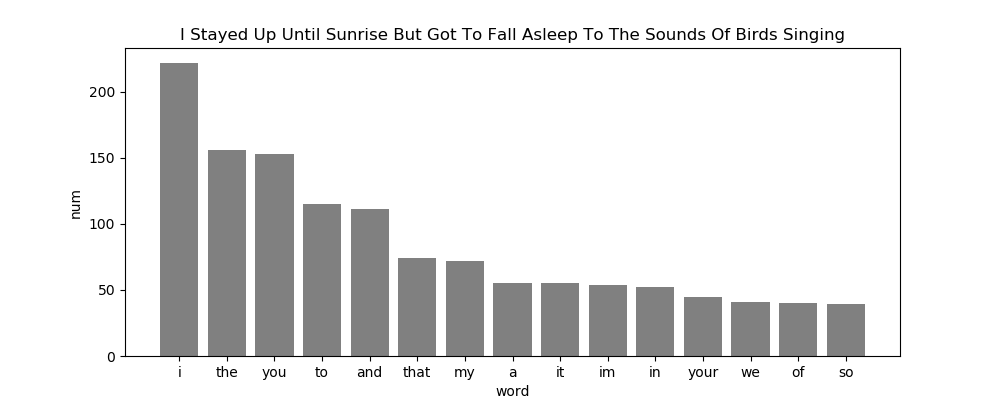 I Stayed Up Until Sunrise But Got To Fall Asleep To The Sounds Of Birds Singing
200
150
100
50
0
num
i the you to and that my a it im in your we of so
word